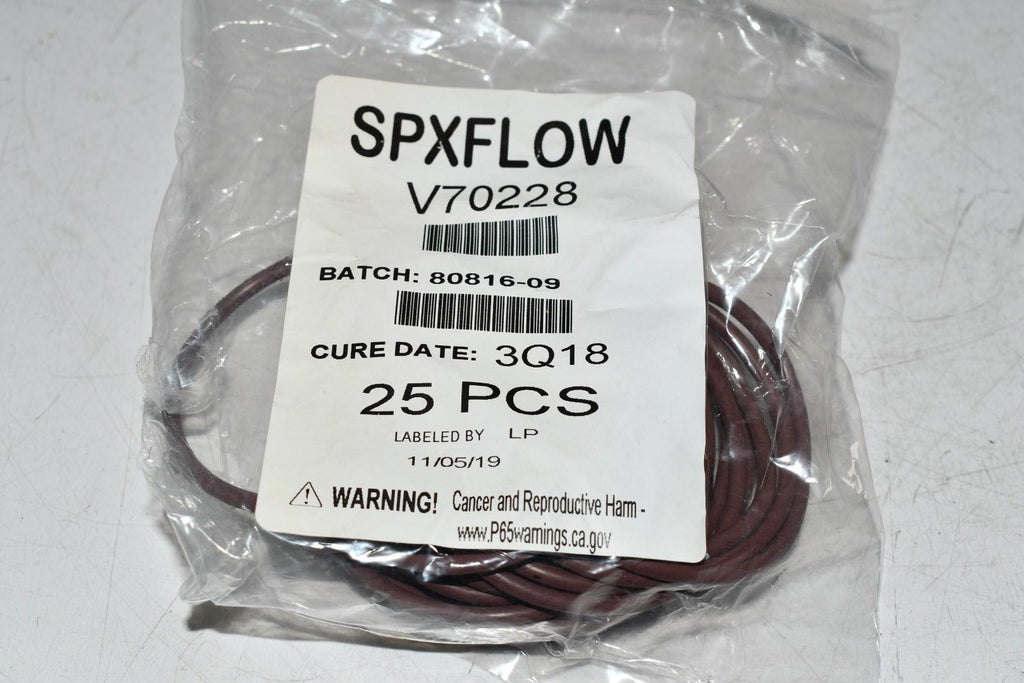 SPXFLOW
V70228
BATCH: 80816-09
CURE DATE: 3Q18
25 PCS
LABELED BY LP
11/05/19
WARNING! Cancer and Reproductive Harm -
www.P65warnings.ca.gov